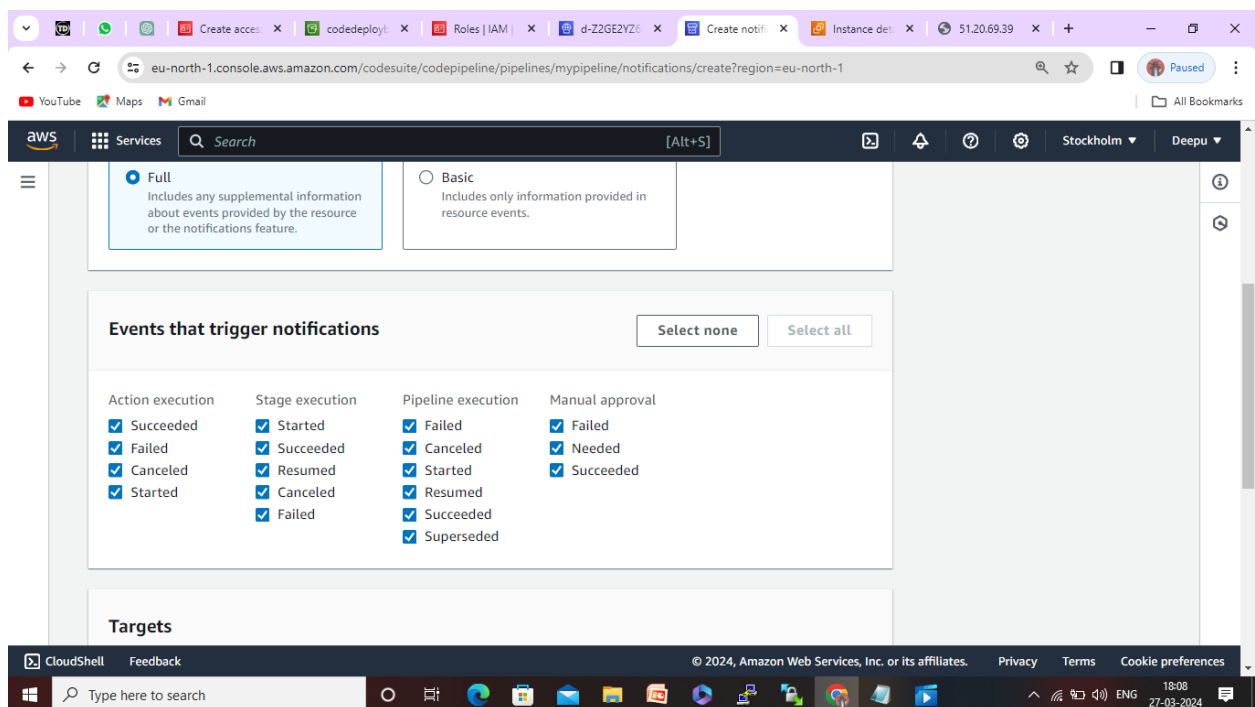 Create acces
codedeployb
Roles | IAM |
d-Z2GE2YZ6
Create notifi
Instance det
51.20.69.39
eu-north-1.console.aws.amazon.com/codesuite/codepipeline/pipelines/mypipeline/notifications/create?region=eu-north-1
Paused
YouTube Maps Gmail
All Bookmarks
aws Services Search [Alt+S] Stockholm Deepu
Full
Includes any supplemental information
about events provided by the resource
or the notifications feature.
Basic
Includes only information provided in
resource events.
Events that trigger notifications
Select none Select all
Action execution Stage execution Pipeline execution Manual approval
Succeeded Started Failed Failed
Failed Succeeded Canceled Needed
Canceled Resumed Started Succeeded
Started Canceled Resumed
Failed Succeeded
Superseded
Targets
CloudShell Feedback © 2024, Amazon Web Services, Inc. or its affiliates. Privacy Terms Cookie preferences
Type here to search
ENG
18:08
27-03-2024